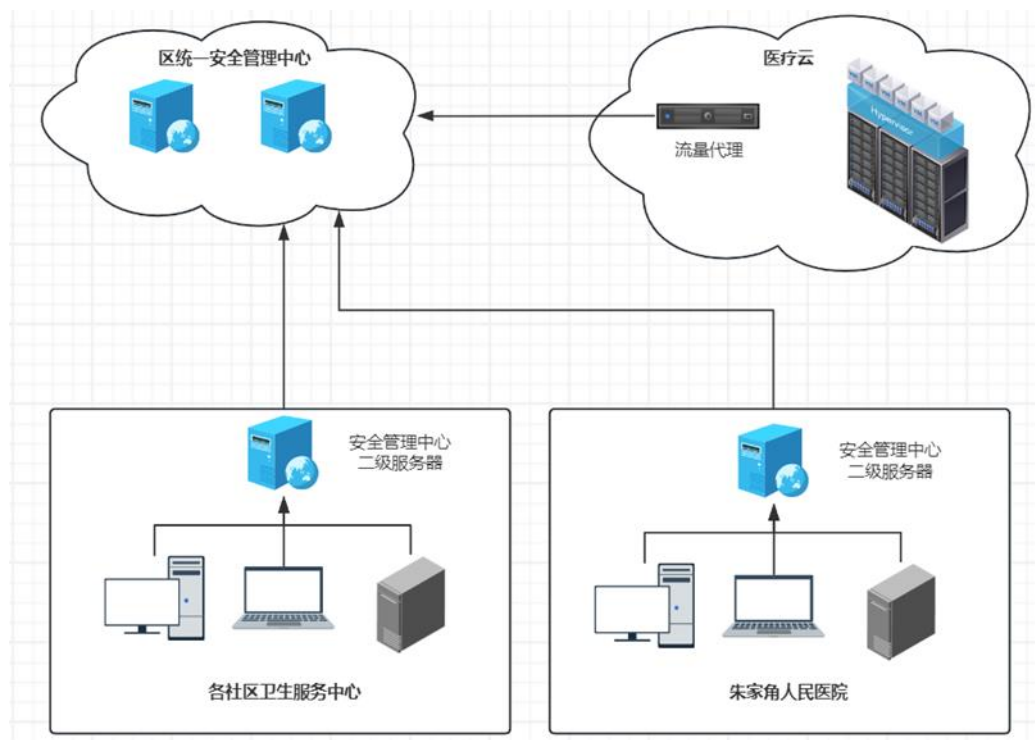 区统一安全管理中心
医疗云
Hypervisor
流量代理
安全管理中心
二级服务器
安全管理中心
二级服务器
各社区卫生服务中心
朱家角人民医院